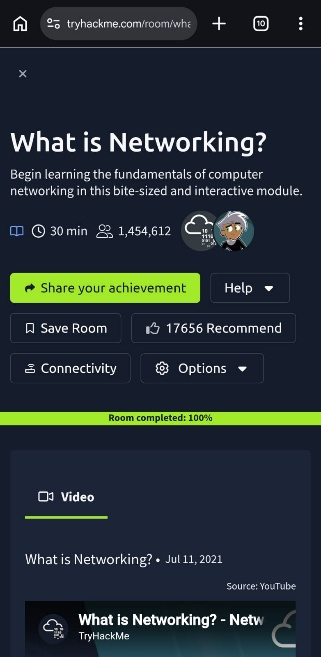 tryhackme.com/room/wha
10
×
What is Networking?
Begin learning the fundamentals of computer
networking in this bite-sized and interactive module.
30 min
1,454,612
Share your achievement
Help
Save Room
17656 Recommend
Connectivity
Options
Room completed: 100%
Video
What is Networking? • Jul 11, 2021
Source: YouTube
What is Networking? - Netw
TryHackMe